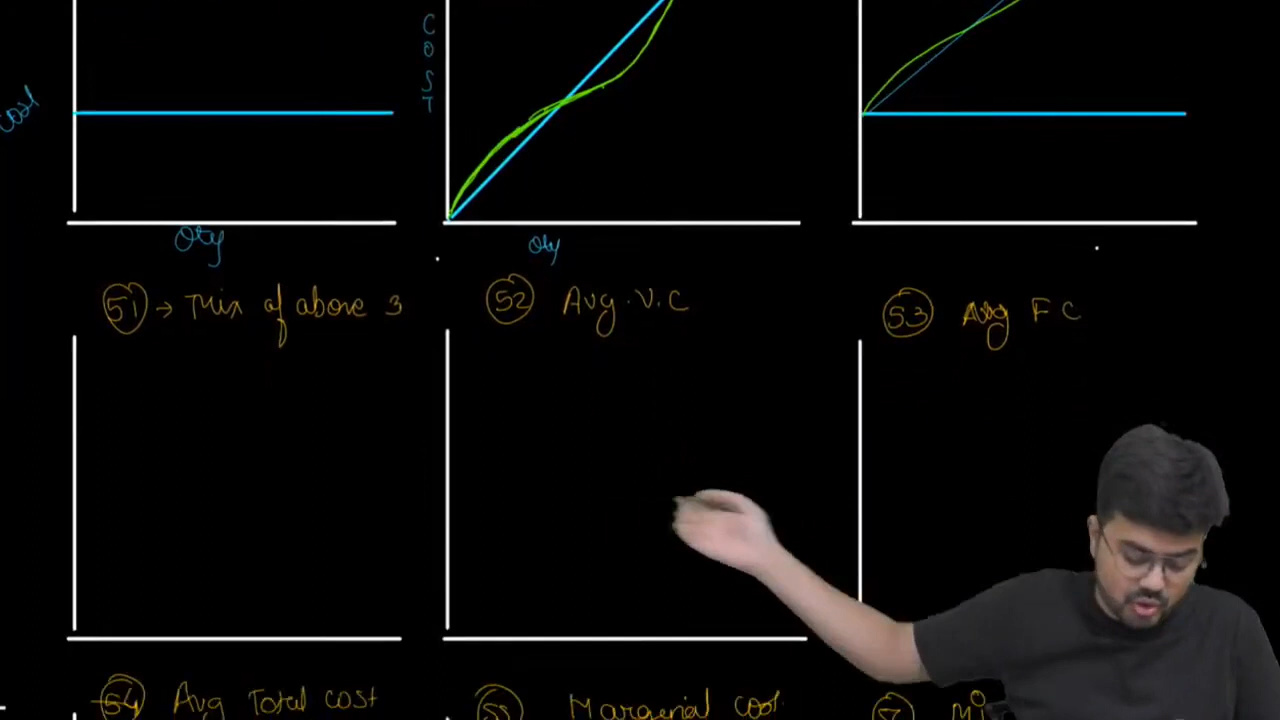 Cost
COST
Qty
Qty
51 → Mix of above 3
52 Avg. V.C
53 Avg F C
54 Avg Total cost
55 Marginal cost